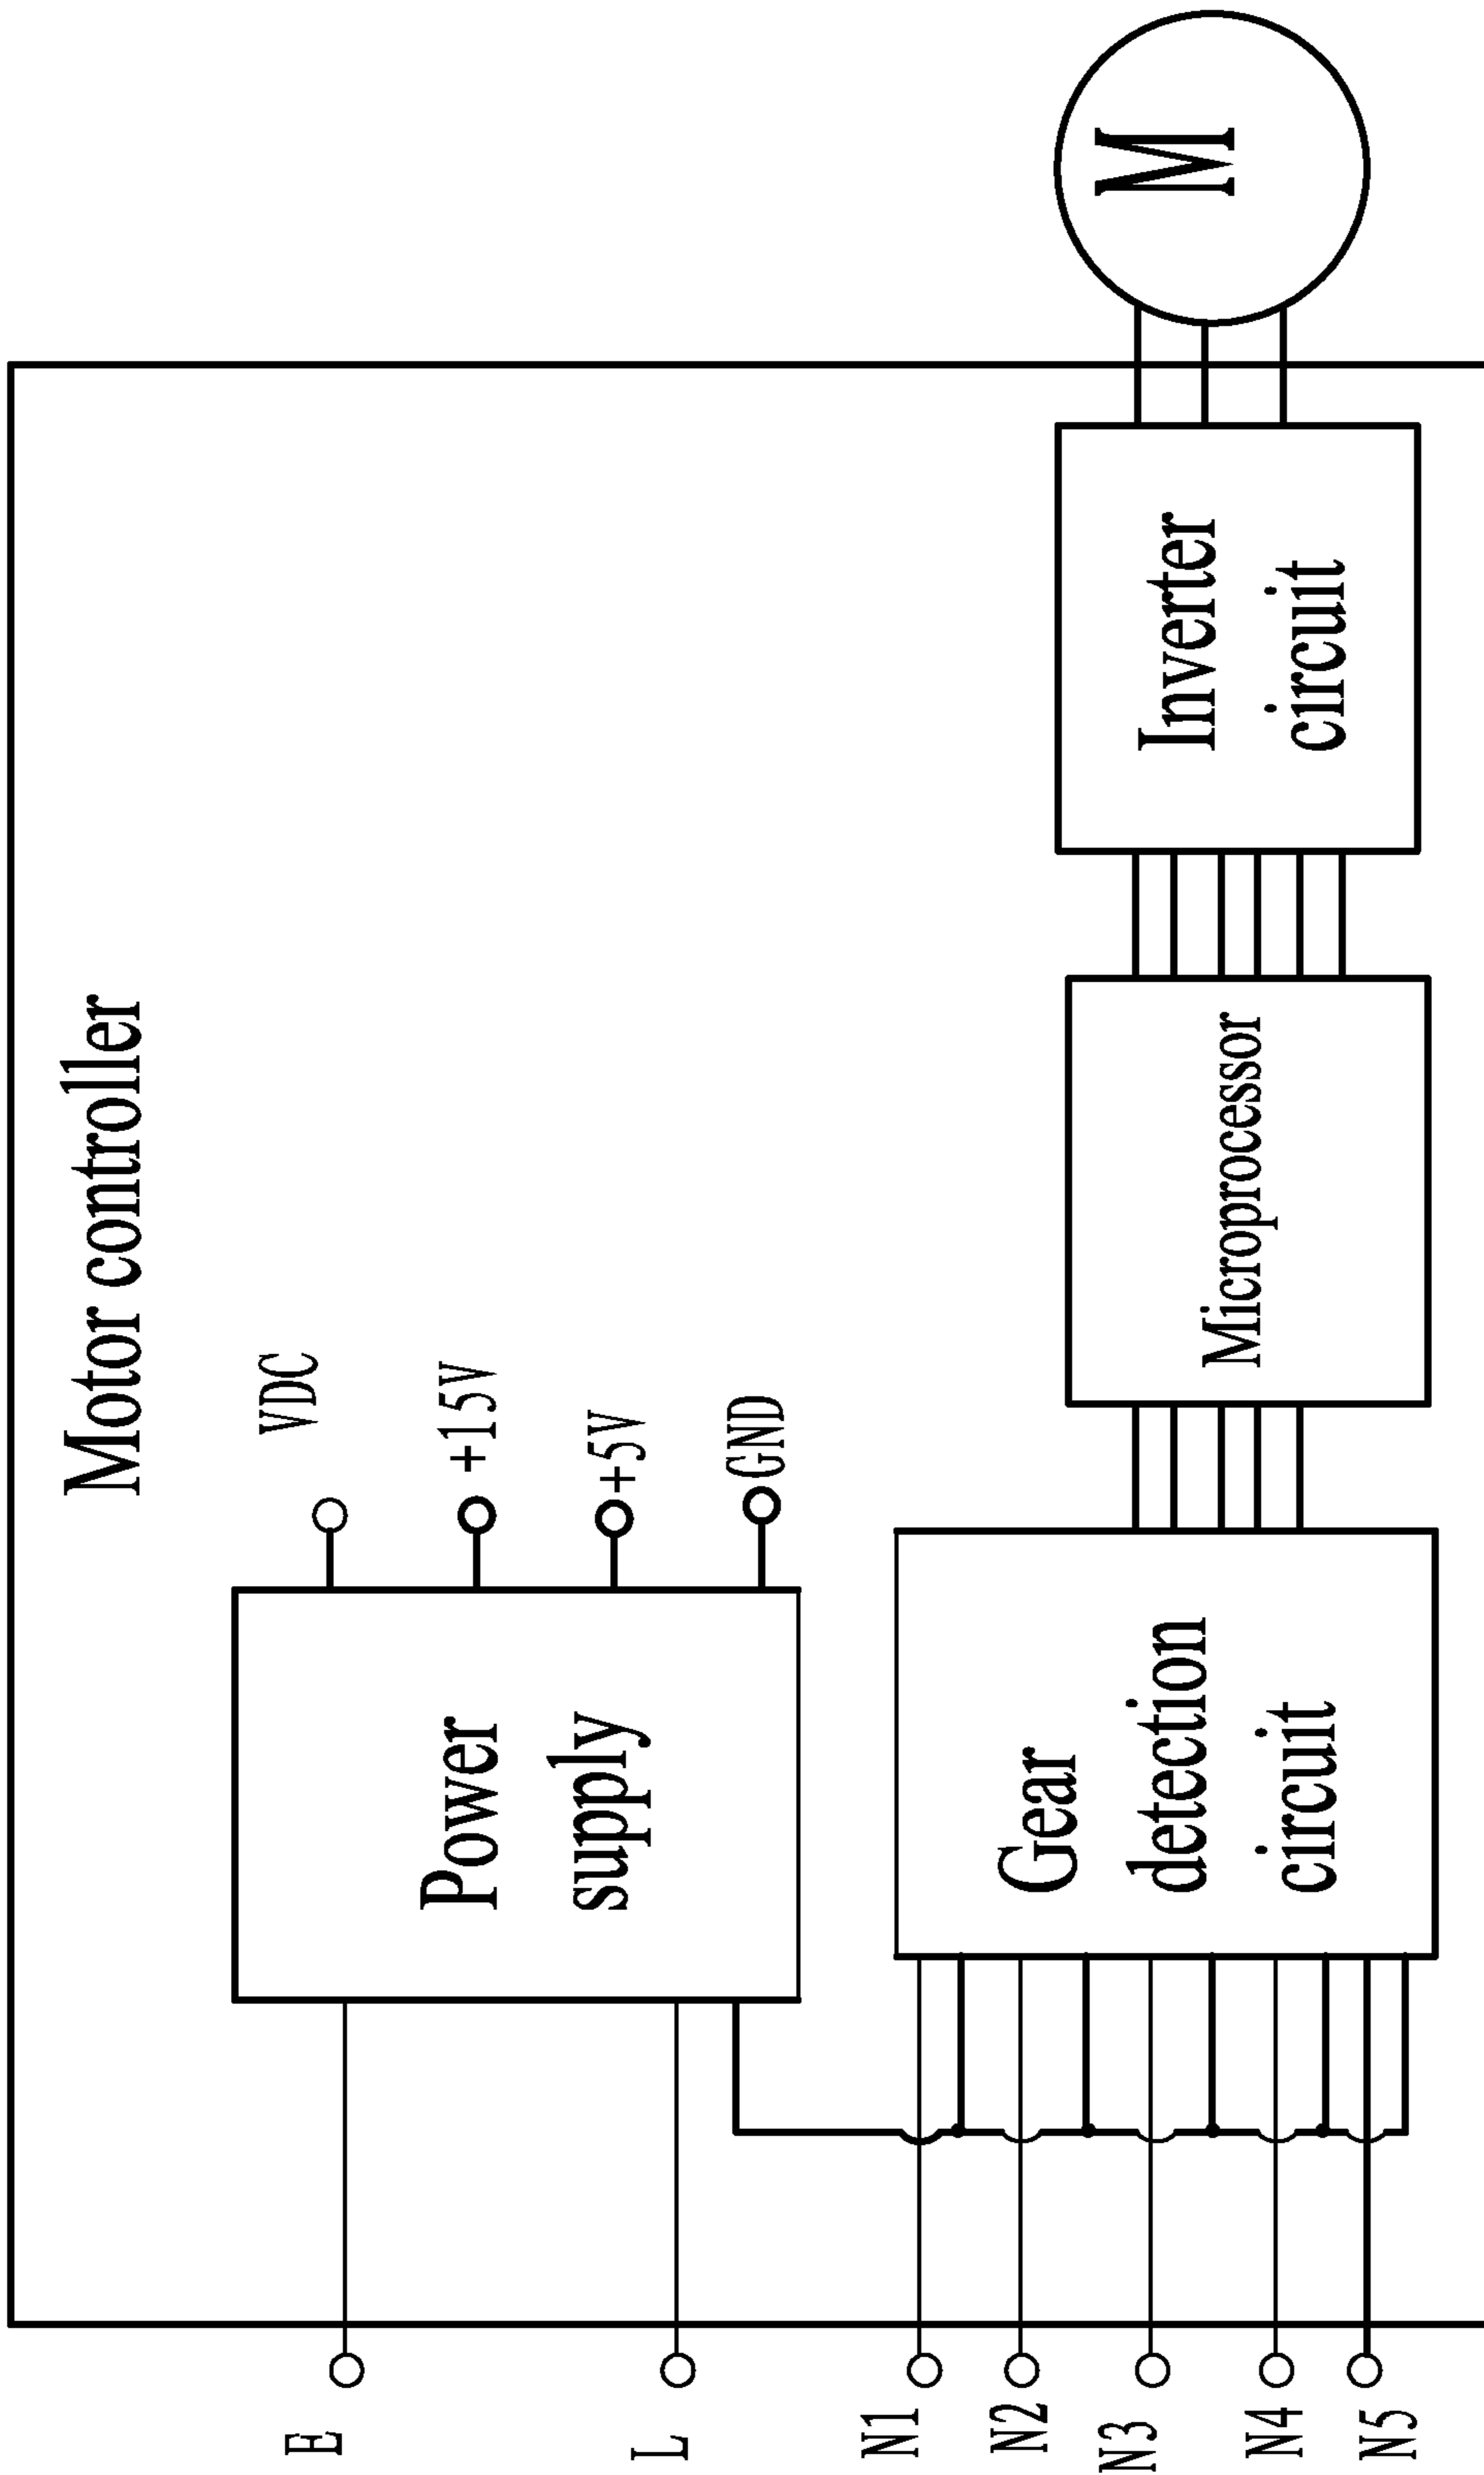 Motor controller
E
L
Power
supply
VDC
+15V
+5V
GND
N1
N2
N3
N4
N5
Gear
detection
circuit
Microprocessor
Inverter
circuit
M